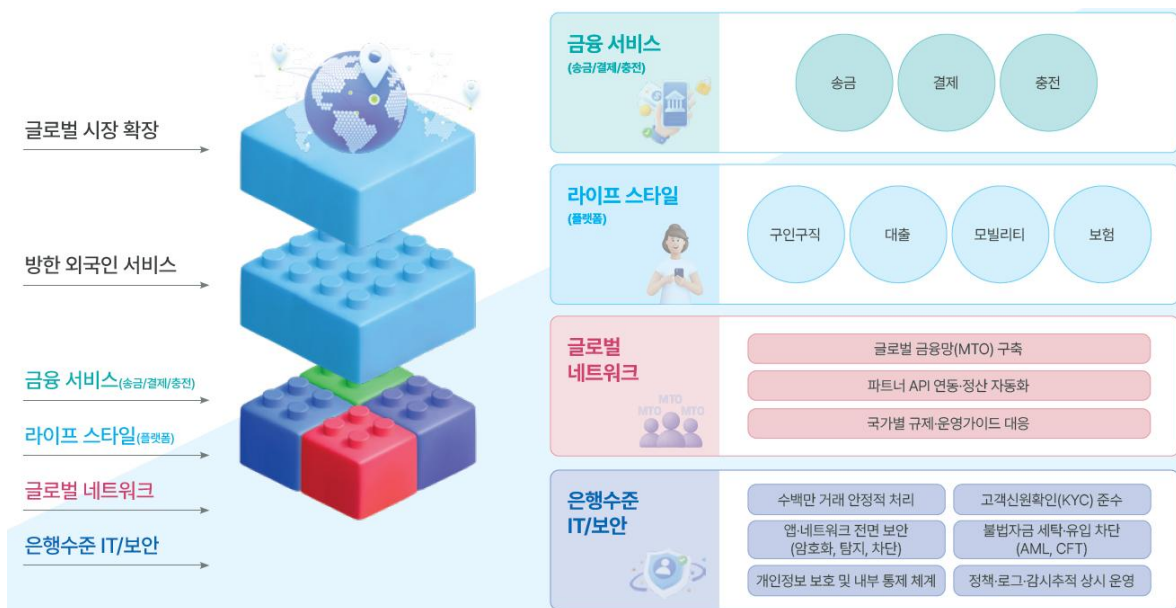 글로벌 시장 확장
방한 외국인 서비스
금융 서비스(송금/결제/충전)
라이프 스타일(플랫폼)
글로벌 네트워크
은행수준 IT/보안
금융 서비스
(송금/결제/충전)
송금
결제
충전
라이프 스타일
(플랫폼)
구인구직
대출
모빌리티
보험
글로벌
네트워크
MTO
MTO
MTO
글로벌 금융망(MTO) 구축
파트너 API 연동·정산 자동화
국가별 규제·운영가이드 대응
은행수준
IT/보안
수백만 거래 안정적 처리
고객신원확인(KYC) 준수
앱·네트워크 전면 보안
(암호화, 탐지, 차단)
불법자금 세탁·유입 차단
(AML, CFT)
개인정보 보호 및 내부 통제 체계
정책·로그·감시추적 상시 운영